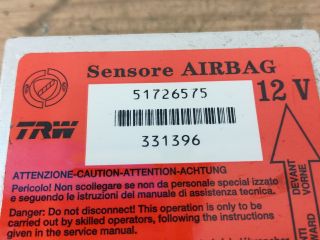 Sensore AIRBAG
51726575
12 V
TRW
331396
ATTENZIONE-CAUTION-ATTENTION-ACHTUNG
Pericolo! Non scollegare se non da personale specializzato
e seguendo le istruzioni del manuale di assistenza tecnica.
Danger: Do not disconnect! This operation is only to be
carried out by skilled operators, following the instructions
given in the service manual.
DEVANT
VORNE